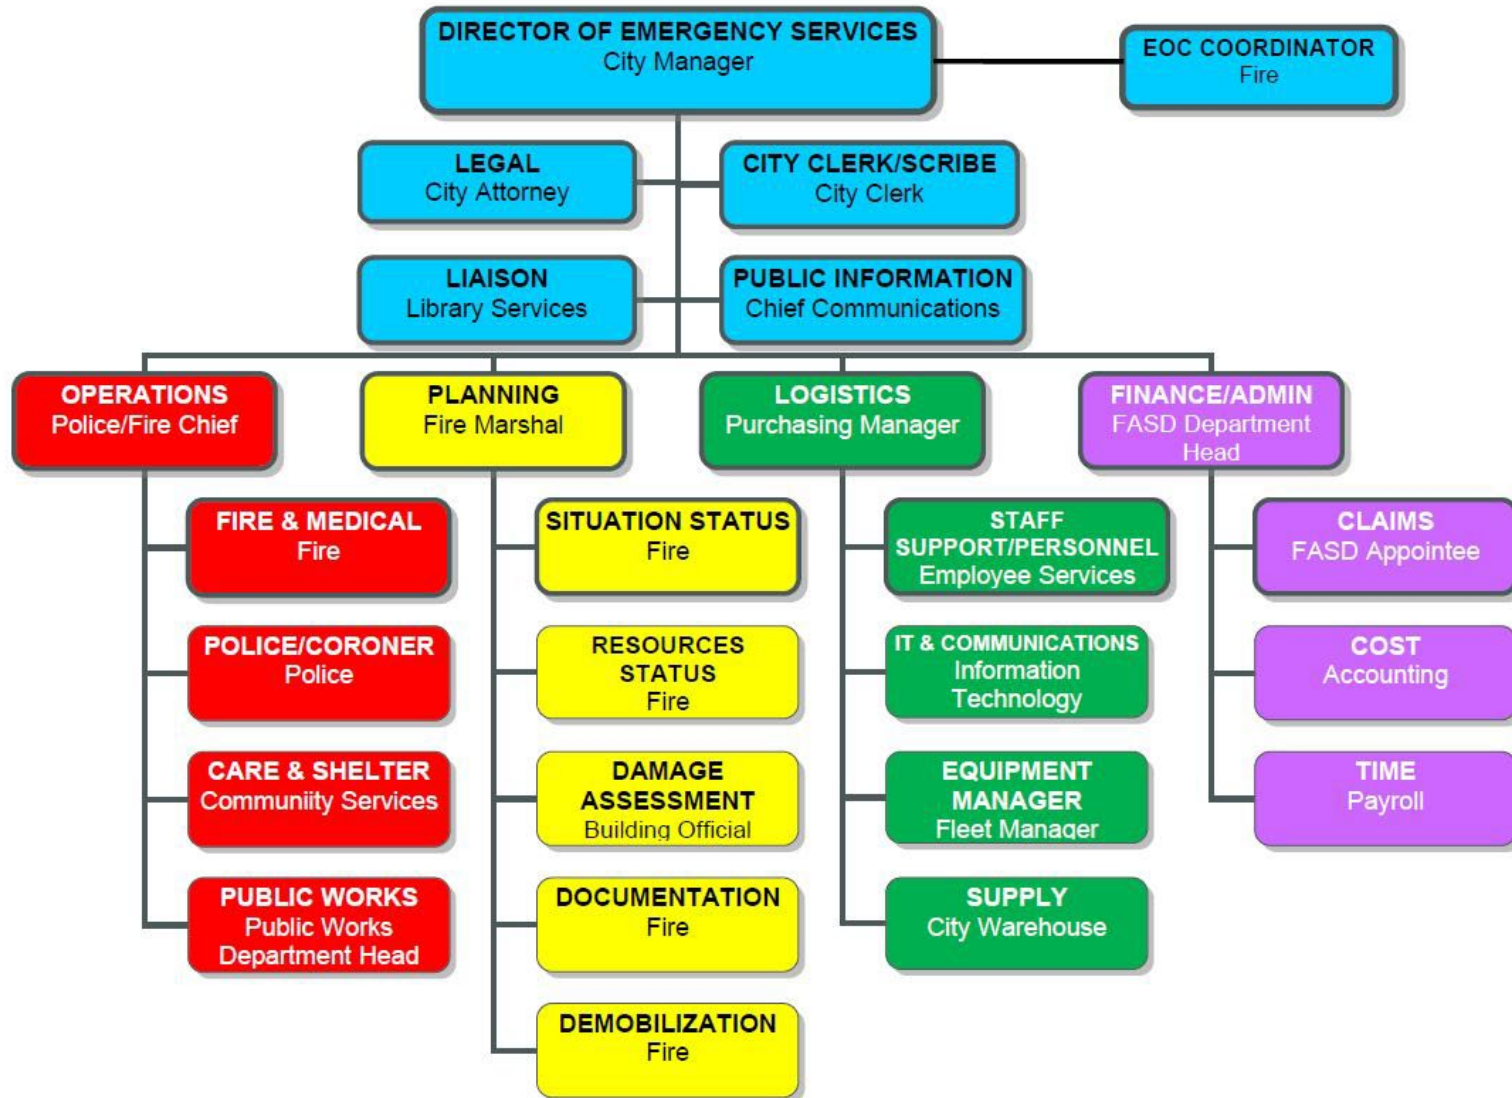 DIRECTOR OF EMERGENCY SERVICES
City Manager
EOC COORDINATOR
Fire
LEGAL
City Attorney
CITY CLERK/SCRIBE
City Clerk
LIAISON
Library Services
PUBLIC INFORMATION
Chief Communications
OPERATIONS
Police/Fire Chief
PLANNING
Fire Marshal
LOGISTICS
Purchasing Manager
FINANCE/ADMIN
FASD Department
Head
FIRE & MEDICAL
Fire
SITUATION STATUS
Fire
STAFF
SUPPORT/PERSONNEL
Employee Services
CLAIMS
FASD Appointee
POLICE/CORONER
Police
RESOURCES
STATUS
Fire
IT & COMMUNICATIONS
Information
Technology
COST
Accounting
CARE & SHELTER
Communiity Services
DAMAGE
ASSESSMENT
Building Official
EQUIPMENT
MANAGER
Fleet Manager
TIME
Payroll
PUBLIC WORKS
Public Works
Department Head
DOCUMENTATION
Fire
SUPPLY
City Warehouse
DEMOBILIZATION
Fire